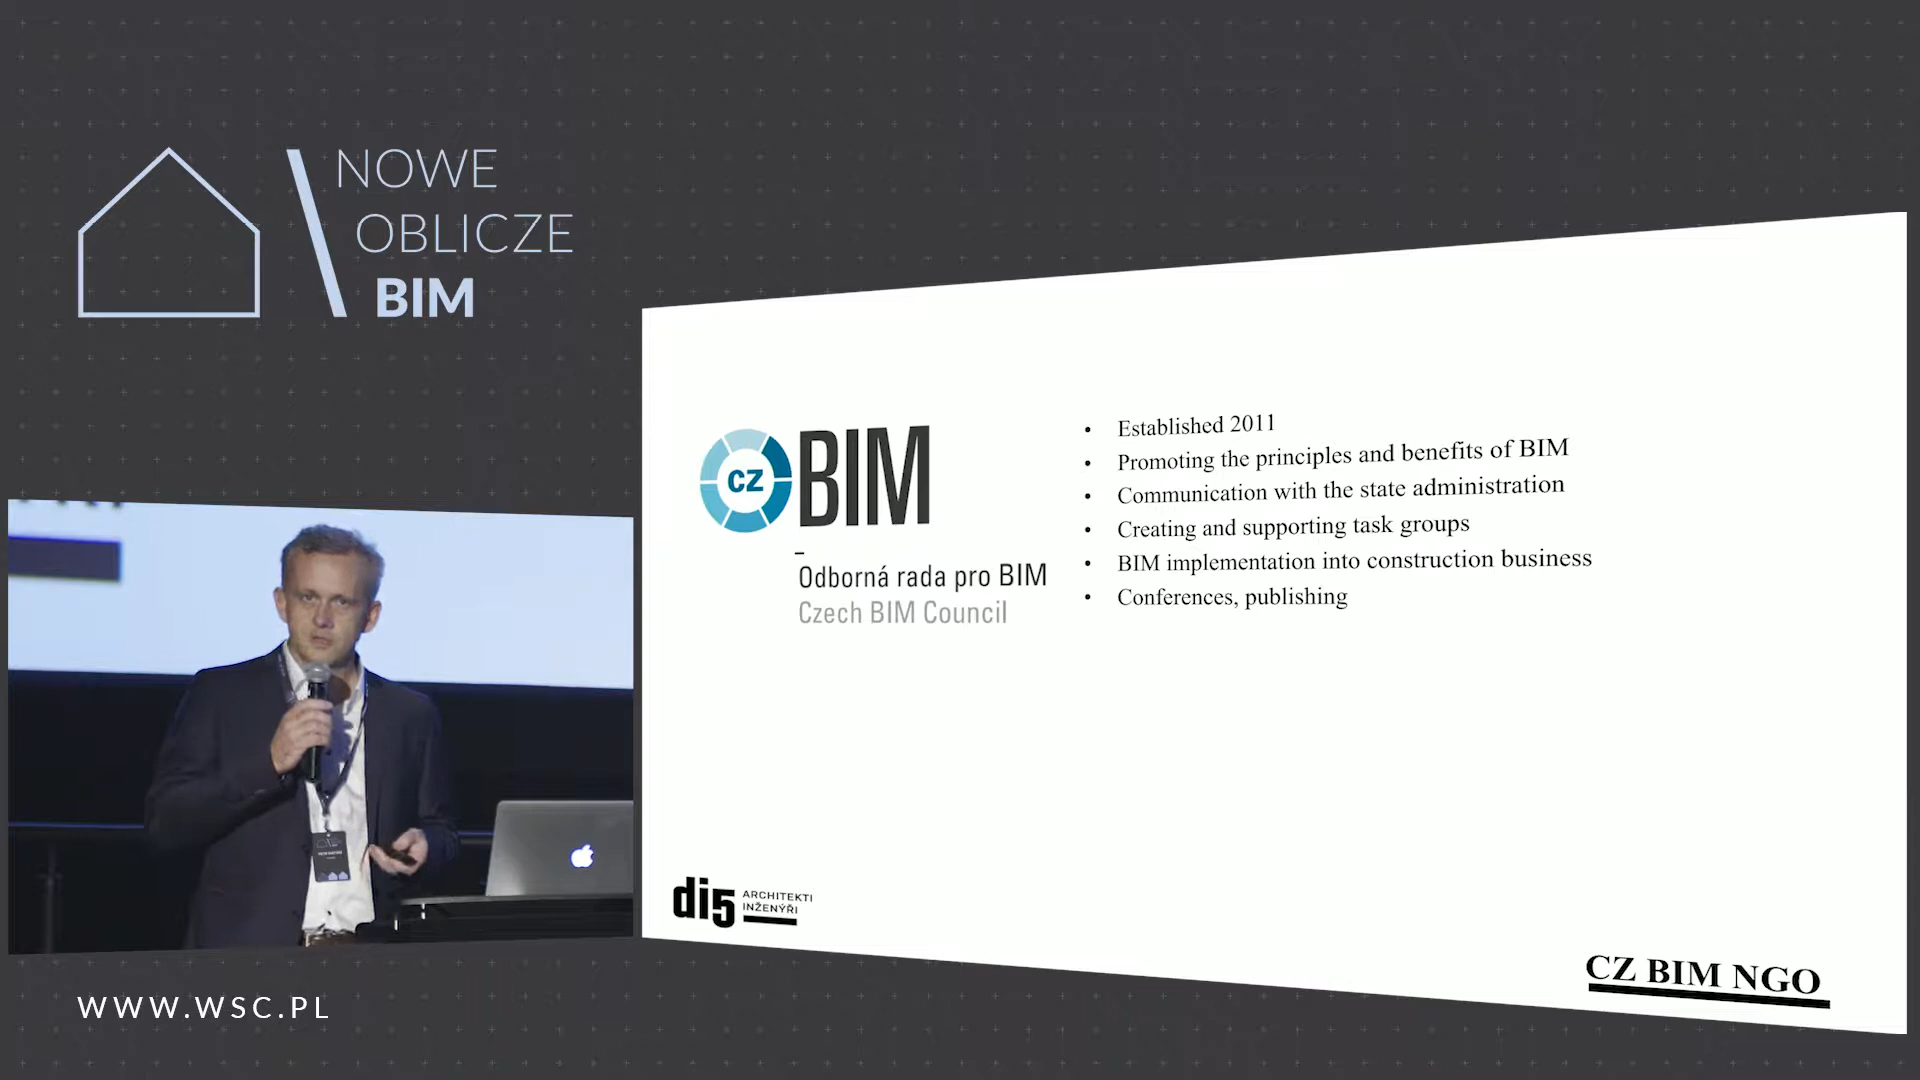 NOWE
OBLICZE
BIM
CZ BIM
Odborná rada pro BIM
Czech BIM Council
• Established 2011
• Promoting the principles and benefits of BIM
• Communication with the state administration
• Creating and supporting task groups
• BIM implementation into construction business
• Conferences, publishing
di5 ARCHITEKTI
INŽENÝŘI
CZ BIM NGO
WWW.WSC.PL